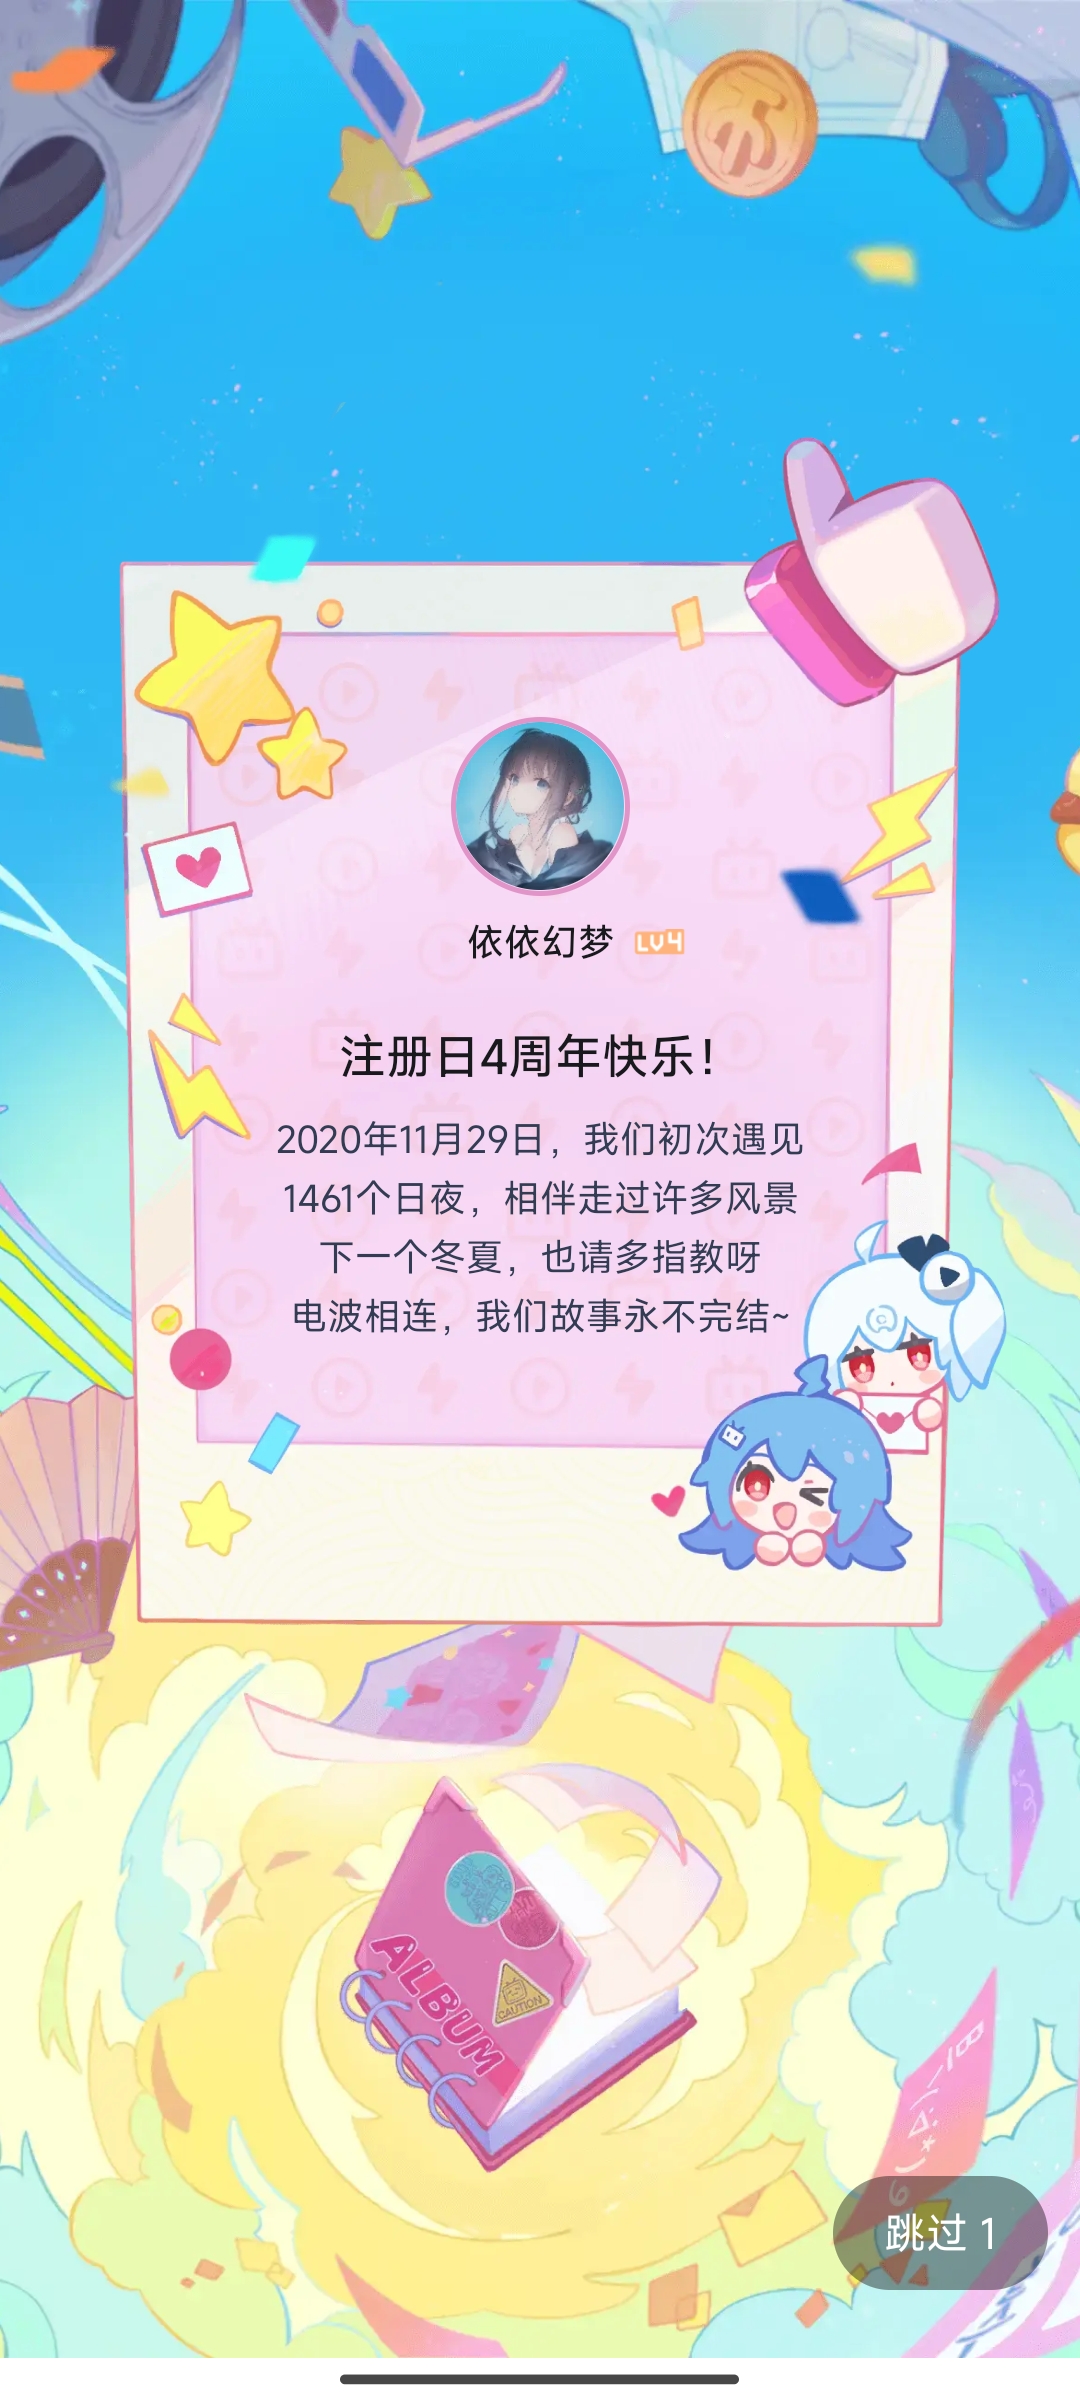 依依幻梦 LV4
注册日4周年快乐！
2020年11月29日，我们初次遇见
1461个日夜，相伴走过许多风景
下一个冬夏，也请多指教呀
电波相连，我们故事永不完结~
ALBUM
CAUTION
跳过 1